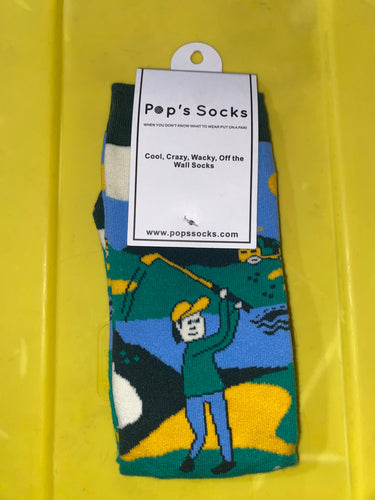 Pop's Socks
WHEN YOU DON'T KNOW WHAT TO WEAR PUT ON A PAIR
Cool, Crazy, Wacky, Off the
Wall Socks
www.popssocks.com